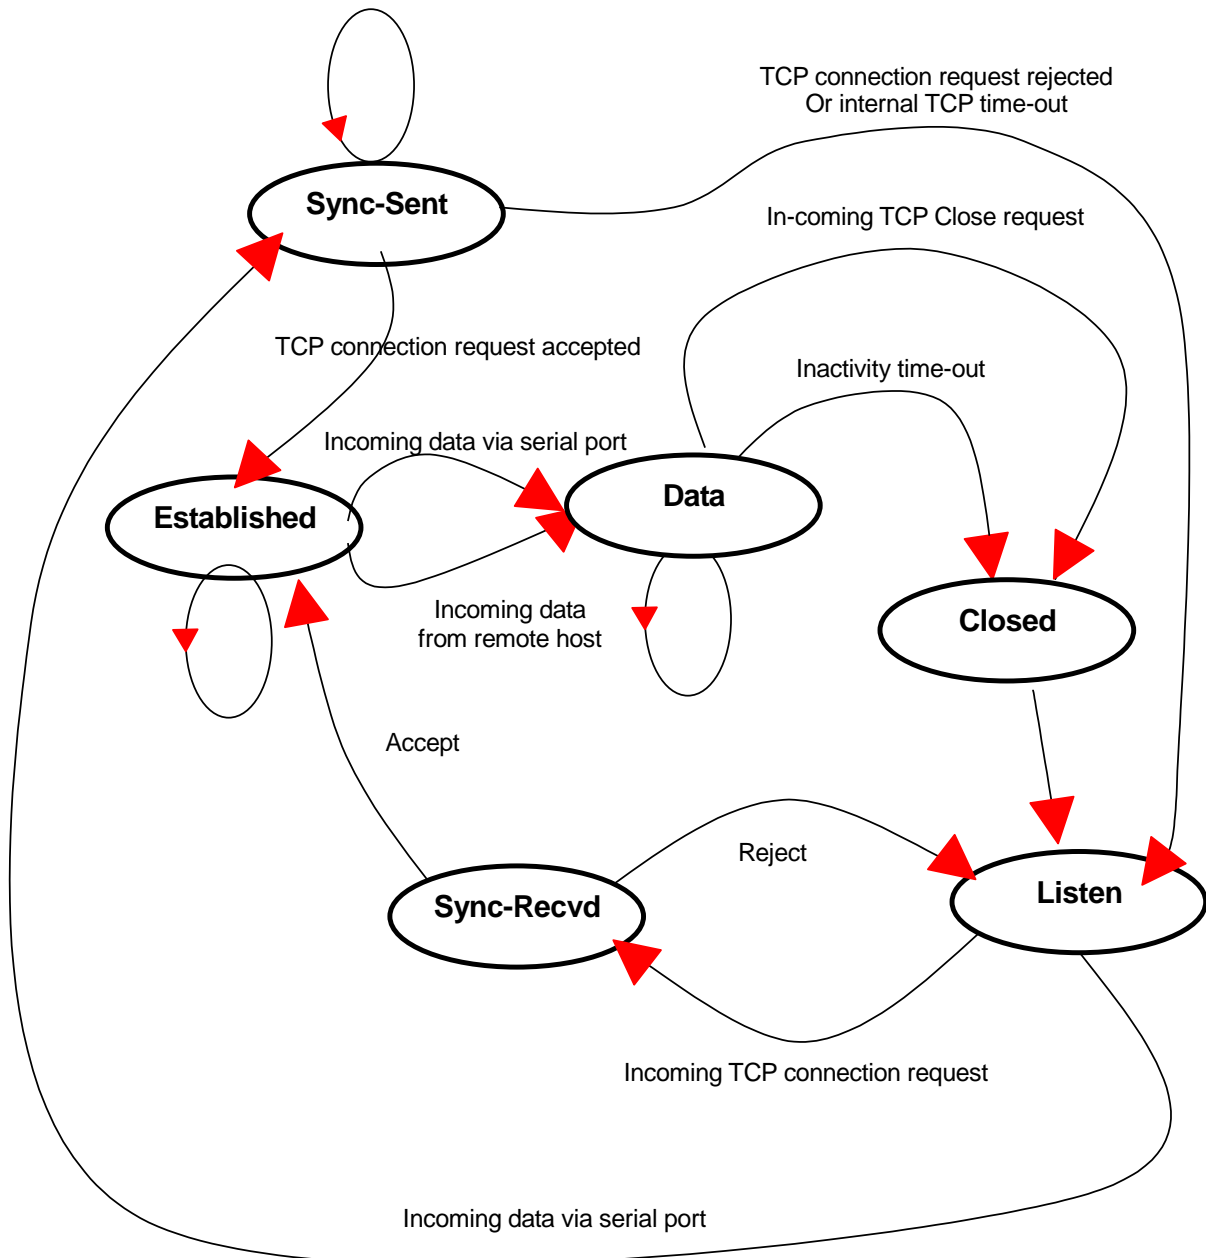 TCP connection request rejected
Or internal TCP time-out
Sync-Sent
In-coming TCP Close request
TCP connection request accepted
Inactivity time-out
Incoming data via serial port
Data
Established
Incoming data
from remote host
Closed
Accept
Reject
Listen
Sync-Recvd
Incoming TCP connection request
Incoming data via serial port